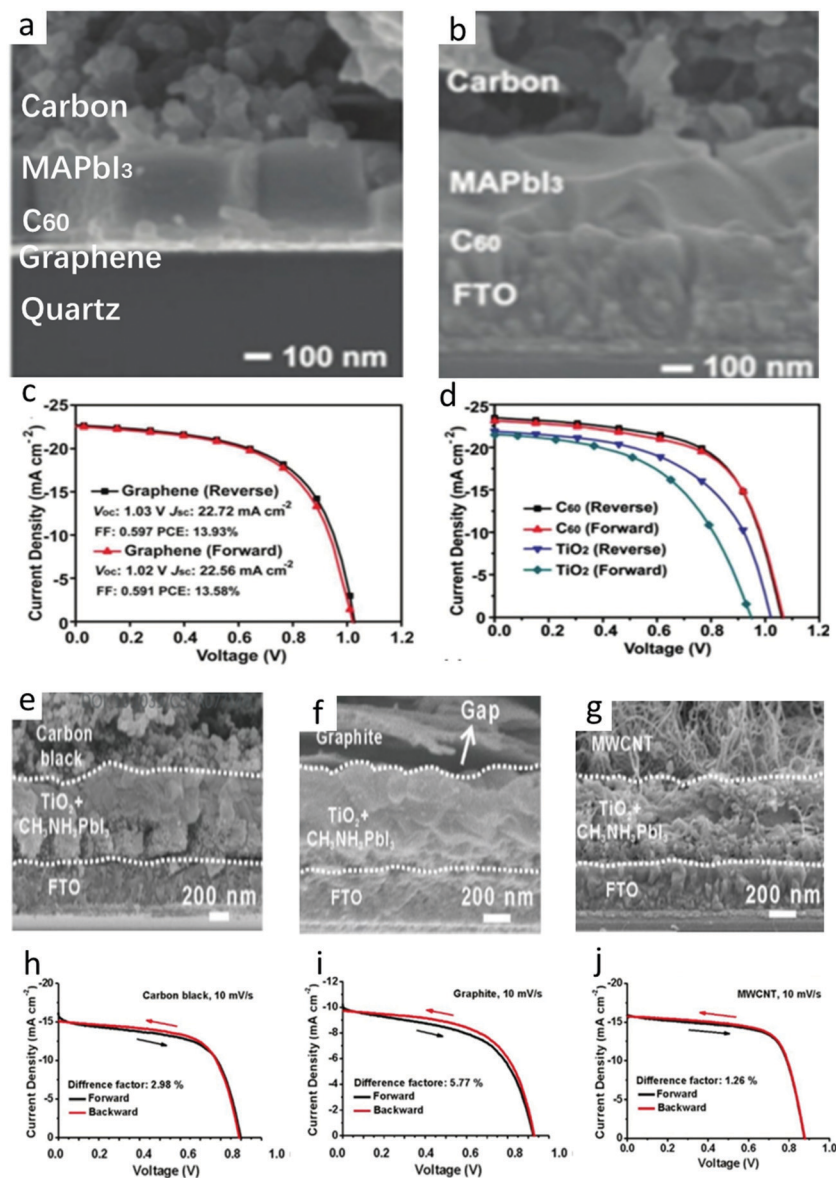 a
Carbon
MAPbI3
C60
Graphene
Quartz
100 nm
b
Carbon
MAPbI3
C60
FTO
100 nm
c
-25
-20
-15
-10
-5
0
0.0 0.2 0.4 0.6 0.8 1.0 1.2
Current Density (mA cm-2)
Voltage (V)
Graphene (Reverse)
Voc: 1.03 V Jsc: 22.72 mA cm-2
FF: 0.597 PCE: 13.93%
Graphene (Forward)
Voc: 1.02 V Jsc: 22.56 mA cm-2
FF: 0.591 PCE: 13.58%
d
-25
-20
-15
-10
-5
0
0.0 0.2 0.4 0.6 0.8 1.0 1.2
Current Density (mA cm-2)
Voltage (V)
C60 (Reverse)
C60 (Forward)
TiO2 (Reverse)
TiO2 (Forward)
e
Carbon
black
TiO2+
CH3NH3PbI3
FTO
200 nm
f
Graphite
Gap
TiO2+
CH3NH3PbI3
FTO
200 nm
g
MWCNT
TiO2+
CH3NH3PbI3
FTO
200 nm
h
-20
-15
-10
-5
0
0.0 0.2 0.4 0.6 0.8 1.0
Current Density (mA cm-2)
Voltage (V)
Carbon black, 10 mV/s
Difference factor: 2.98 %
Forward
Backward
i
-12
-10
-8
-6
-4
-2
0
0.0 0.2 0.4 0.6 0.8 1.0
Current Density (mA cm-2)
Voltage (V)
Graphite, 10 mV/s
Difference factore: 5.77 %
Forward
Backward
j
-20
-15
-10
-5
0
0.0 0.2 0.4 0.6 0.8 1.0
Current Density (mA cm-2)
Voltage (V)
MWCNT, 10 mV/s
Difference factor: 1.26 %
Forward
Backward